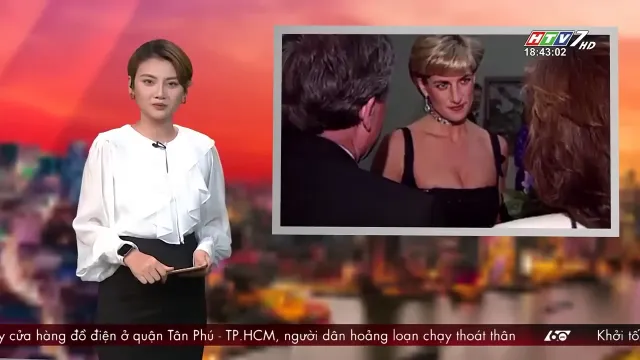 HTV7 HD
18:43:02
cửa hàng đồ điện ở quận Tân Phú - TP.HCM, người dân hoảng loạn chạy thoát thân
Khởi tố